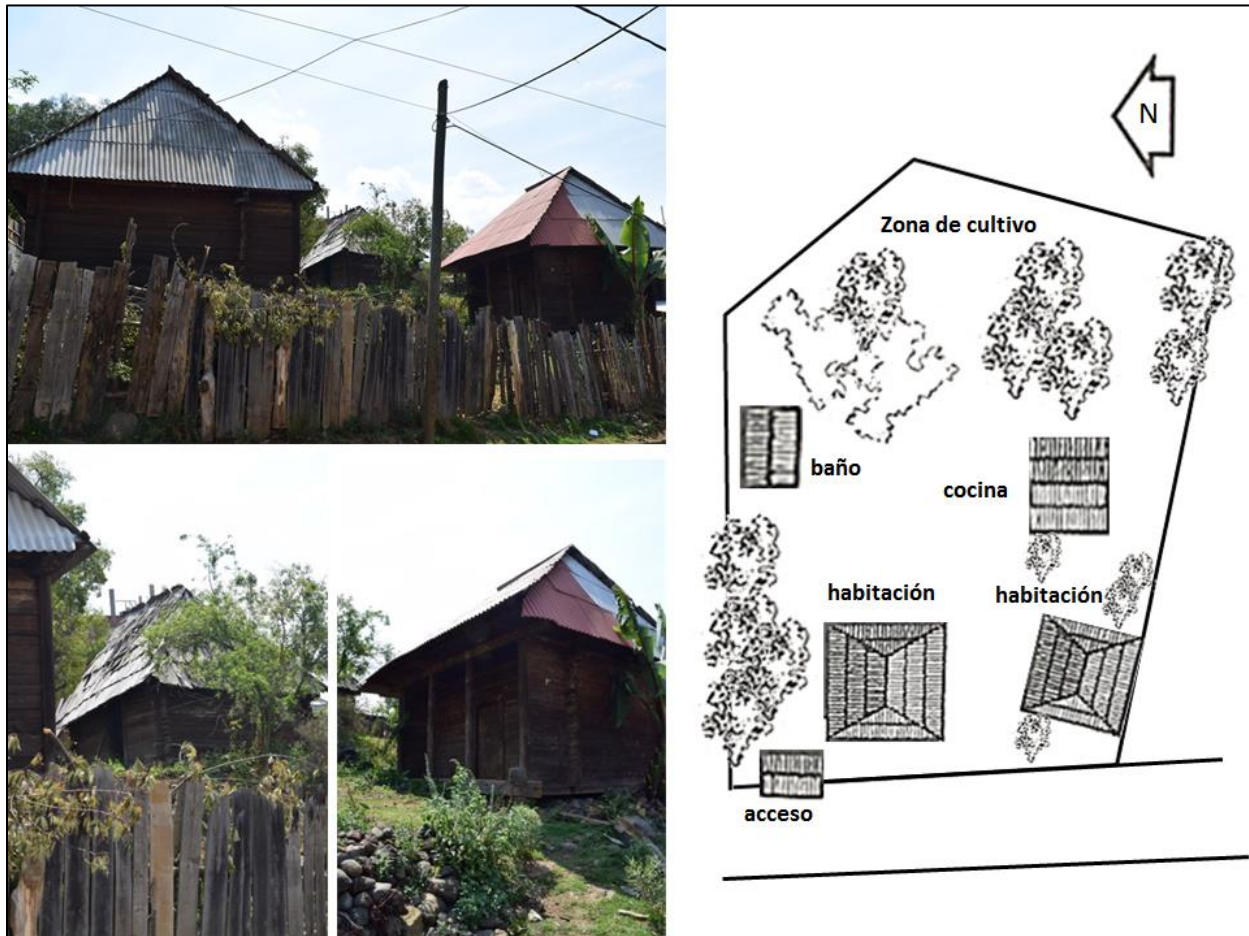 N
Zona de cultivo
baño
cocina
habitación
habitación
acceso